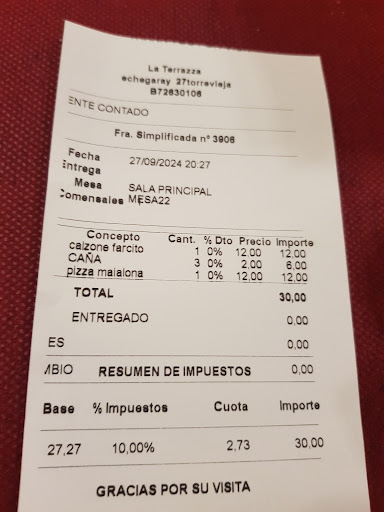 La Terrazza
echegaray 27torrevieja
B72630106
ENTE CONTADO
Fra. Simplificada nº 3906
Fecha 27/09/2024 20:27
Entrega
Mesa SALA PRINCIPAL
Comensales MESA22
Concepto Cant. % Dto Precio Importe
calzone farcito 1 0% 12,00 12,00
CAÑA 3 0% 2,00 6,00
pizza maialona 1 0% 12,00 12,00
TOTAL 30,00
ENTREGADO 0,00
ES 0,00
MBIO RESUMEN DE IMPUESTOS 0,00
Base % Impuestos Cuota Importe
27,27 10,00% 2,73 30,00
GRACIAS POR SU VISITA